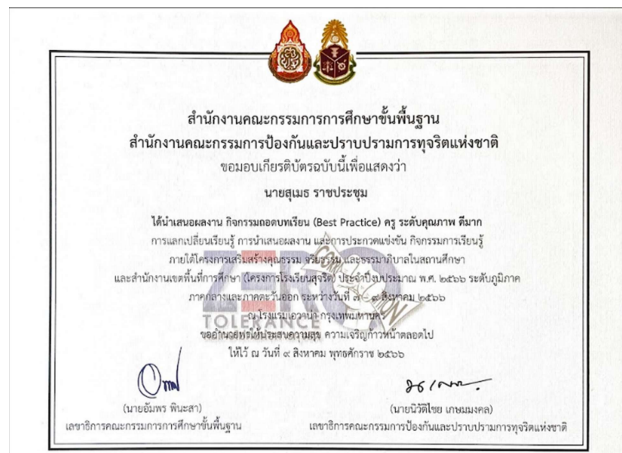 สำนักงานคณะกรรมการการศึกษาขั้นพื้นฐาน
สำนักงานคณะกรรมการป้องกันและปราบปรามการทุจริตแห่งชาติ
ขอมอบเกียรติบัตรฉบับนี้เพื่อแสดงว่า
นายสุเมธ ราชประชุม
ได้นำเสนอผลงาน กิจกรรมถอดบทเรียน (Best Practice) ครู ระดับคุณภาพ ดีมาก
การแลกเปลี่ยนเรียนรู้ การนำเสนอผลงาน และการประกวดแข่งขัน กิจกรรมการเรียนรู้
ภายใต้โครงการเสริมสร้างคุณธรรม จริยธรรม และธรรมาภิบาลในสถานศึกษา
และสำนักงานเขตพื้นที่การศึกษา (โครงการโรงเรียนสุจริต) ประจำปีงบประมาณ พ.ศ. ๒๕๖๖ ระดับภูมิภาค
ภาคกลางและภาคตะวันออก ระหว่างวันที่ ๗ - ๙ สิงหาคม ๒๕๖๖
ณ โรงแรมเอวาน่า กรุงเทพมหานคร
ZERO
TOLERANCE
ขออำนวยพรให้ประสบความสุข ความเจริญก้าวหน้าตลอดไป
ให้ไว้ ณ วันที่ ๙ สิงหาคม พุทธศักราช ๒๕๖๖
(นายอัมพร พินะสา)
เลขาธิการคณะกรรมการการศึกษาขั้นพื้นฐาน
(นายนิวัติไชย เกษมมงคล)
เลขาธิการคณะกรรมการป้องกันและปราบปรามการทุจริตแห่งชาติ